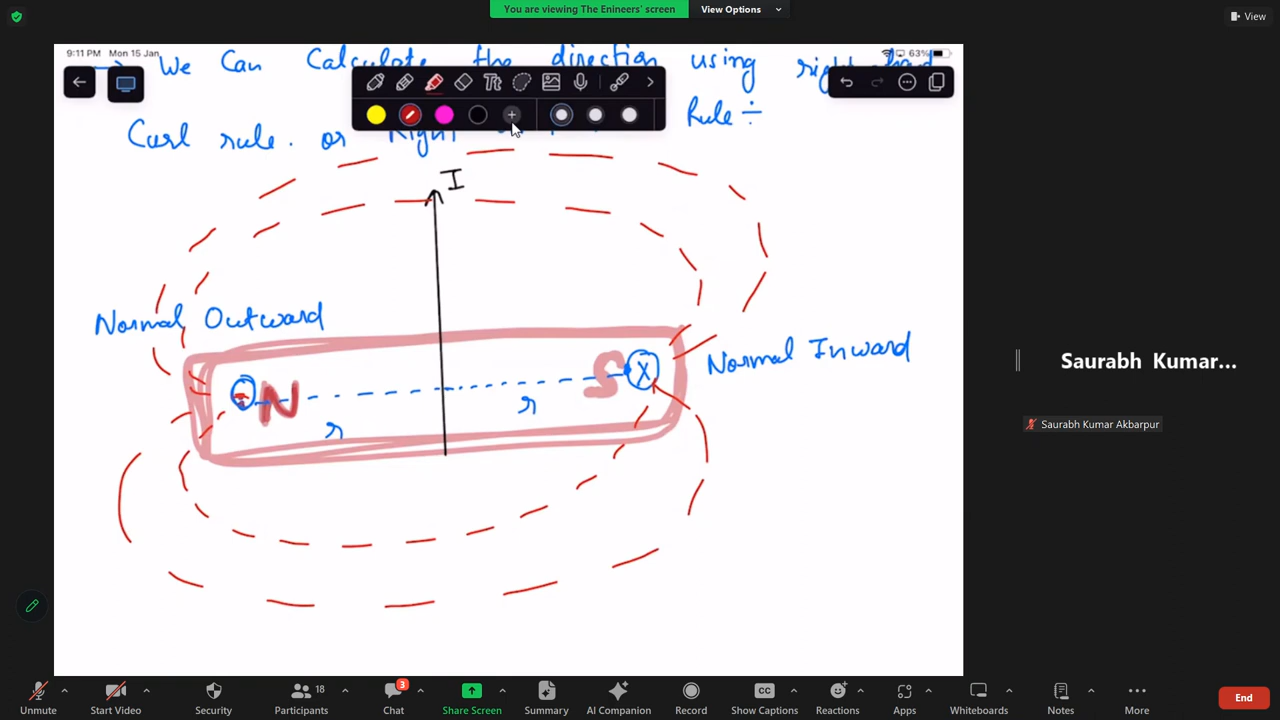 You are viewing The Enineers' screen
View Options
View
9:11 PM Mon 15 Jan
63%
We Can Calculate the direction using right
Curl rule. or Right Rule ÷
I
Normal Outward
Normal Inward
N
S
X
r
r
Saurabh Kumar...
Saurabh Kumar Akbarpur
18
3
CC
Unmute
Start Video
Security
Participants
Chat
Share Screen
Summary
AI Companion
Record
Show Captions
Reactions
Apps
Whiteboards
Notes
More
End